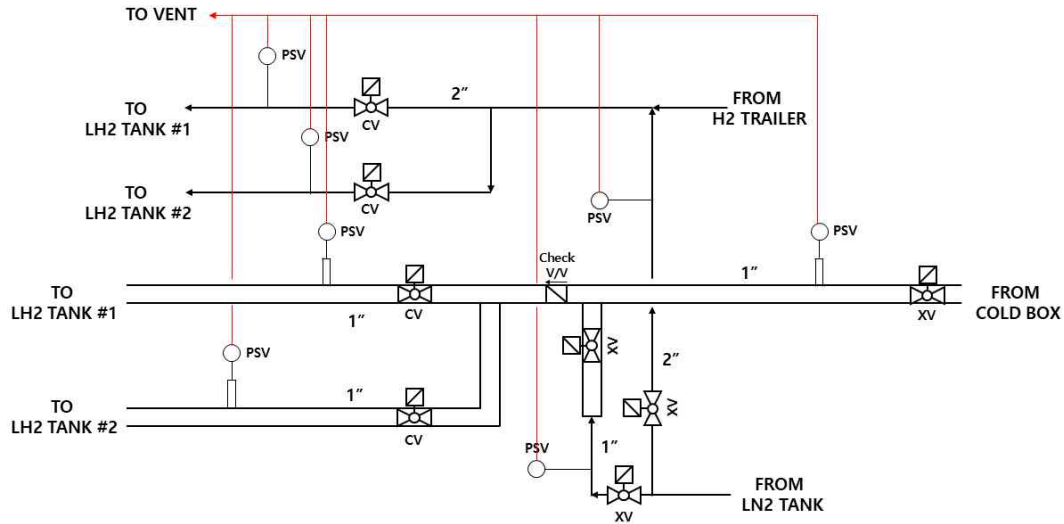 TO VENT
PSV
2”
TO
LH2 TANK #1
CV
FROM
H2 TRAILER
PSV
TO
LH2 TANK #2
CV
PSV
PSV
PSV
Check
V/V
1”
TO
LH2 TANK #1
1”
CV
XV
FROM
COLD BOX
PSV
XV
2”
1”
TO
LH2 TANK #2
CV
XV
PSV
1”
FROM
LN2 TANK
XV